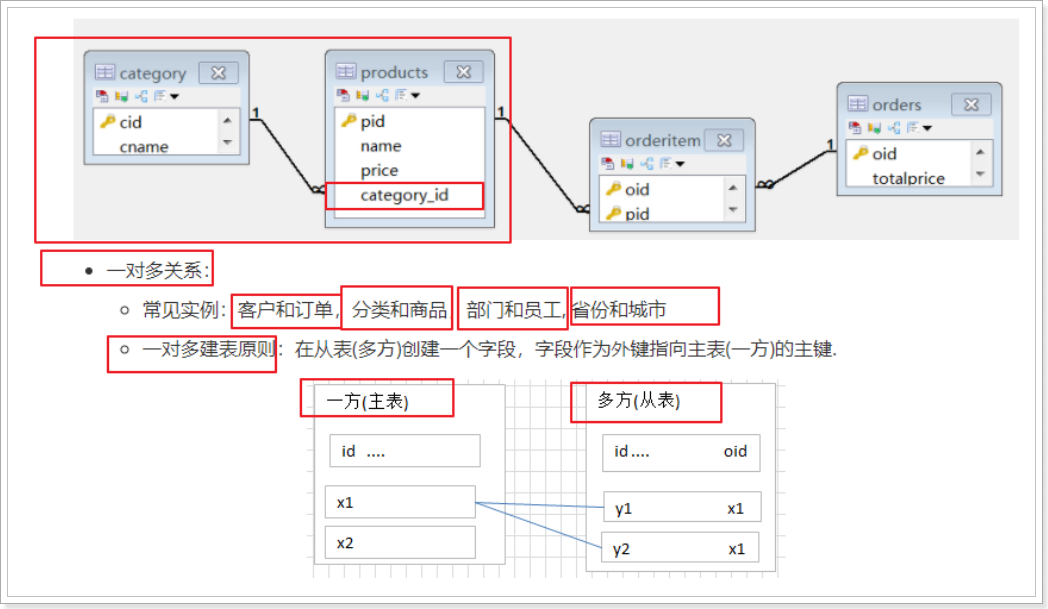 category
products
orders
orderitem
1
1
1
cid
cname
pid
name
price
category_id
oid
pid
oid
totalprice
一对多关系:
常见实例: 客户和订单, 分类和商品, 部门和员工, 省份和城市
一对多建表原则: 在从表(多方)创建一个字段, 字段作为外键指向主表(一方)的主键.
一方(主表)
多方(从表)
id ....
id.... oid
x1
y1 x1
x2
y2 x1